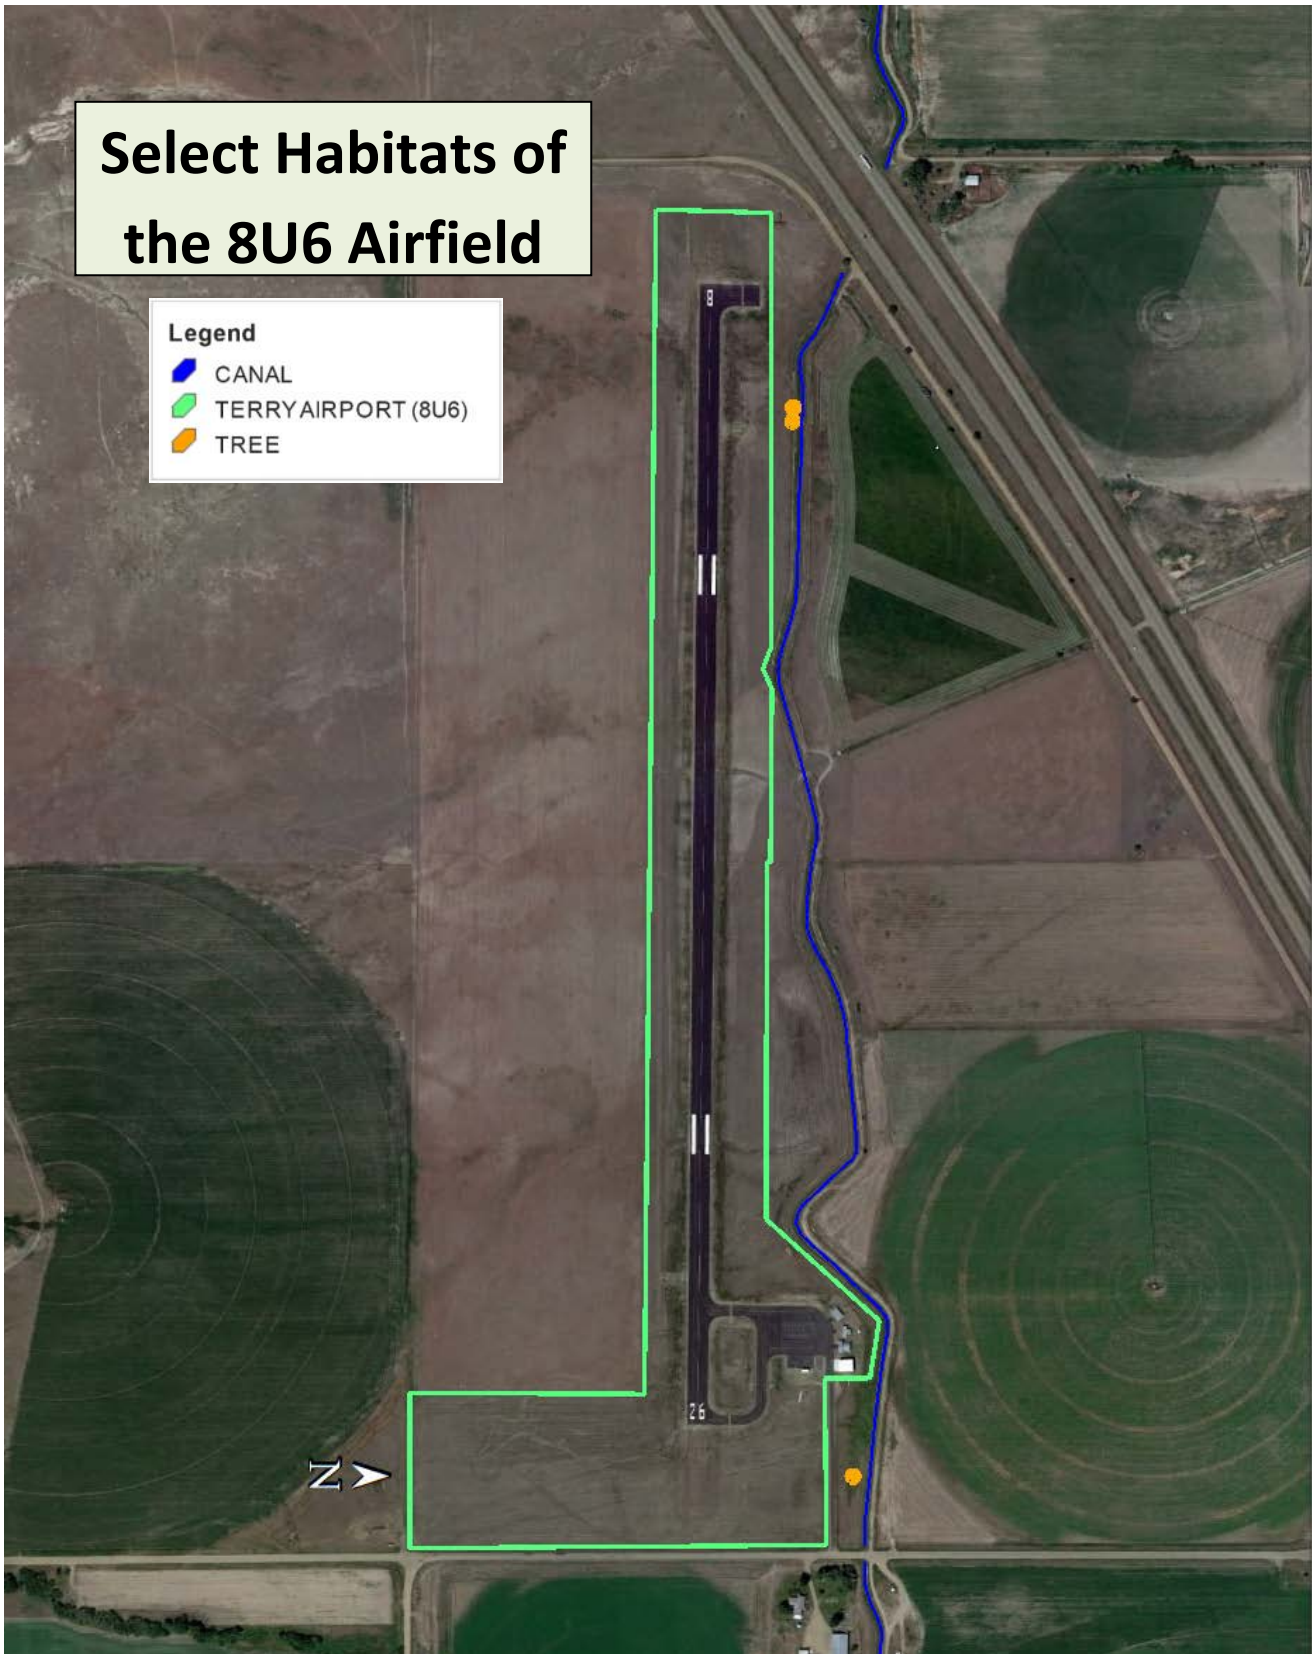 Select Habitats of
the 8U6 Airfield
Legend
CANAL
TERRY AIRPORT (8U6)
TREE
8
26
N